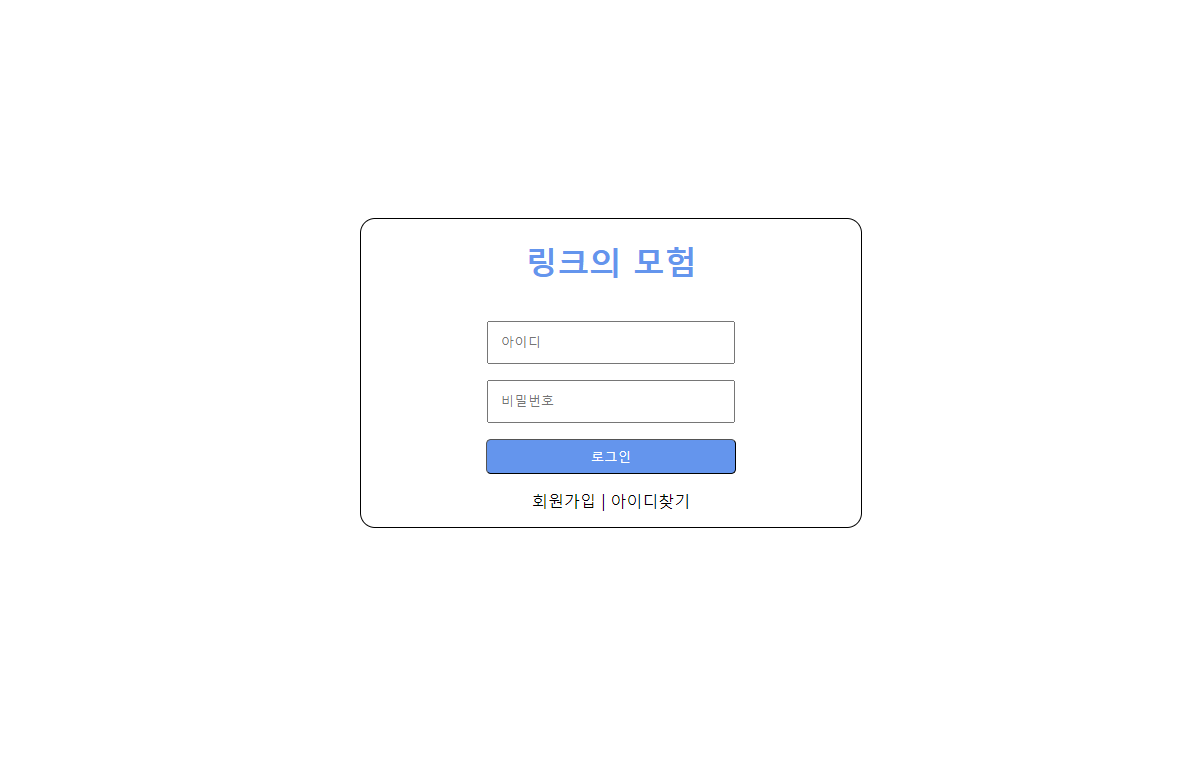 링크의 모험
아이디
비밀번호
로그인
회원가입 | 아이디찾기